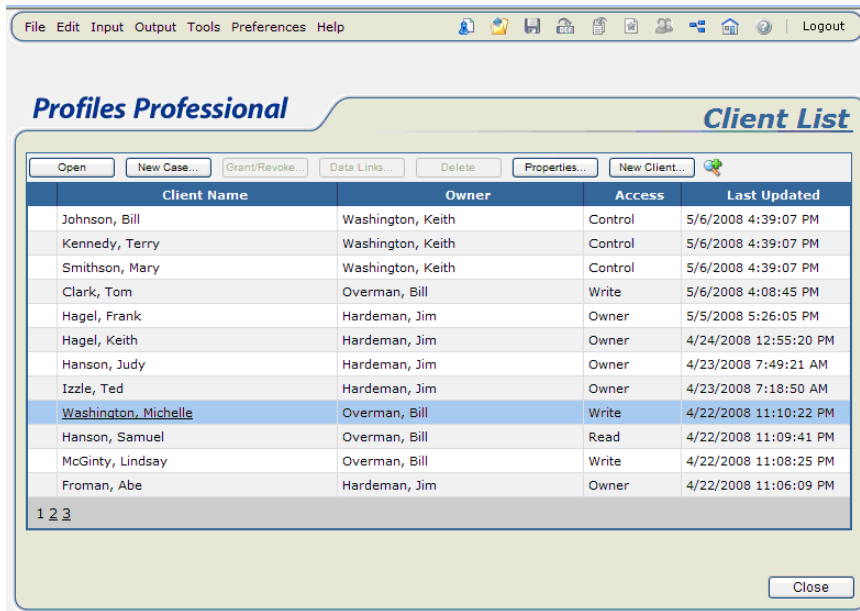 File Edit Input Output Tools Preferences Help Logout
Profiles Professional
Client List
Open New Case... Grant/Revoke... Data Links... Delete Properties... New Client...
Client Name Owner Access Last Updated
Johnson, Bill Washington, Keith Control 5/6/2008 4:39:07 PM
Kennedy, Terry Washington, Keith Control 5/6/2008 4:39:07 PM
Smithson, Mary Washington, Keith Control 5/6/2008 4:39:07 PM
Clark, Tom Overman, Bill Write 5/6/2008 4:08:45 PM
Hagel, Frank Hardeman, Jim Owner 5/5/2008 5:26:05 PM
Hagel, Keith Hardeman, Jim Owner 4/24/2008 12:55:20 PM
Hanson, Judy Hardeman, Jim Owner 4/23/2008 7:49:21 AM
Izzle, Ted Hardeman, Jim Owner 4/23/2008 7:18:50 AM
Washington, Michelle Overman, Bill Write 4/22/2008 11:10:22 PM
Hanson, Samuel Overman, Bill Read 4/22/2008 11:09:41 PM
McGinty, Lindsay Overman, Bill Write 4/22/2008 11:08:25 PM
Froman, Abe Hardeman, Jim Owner 4/22/2008 11:06:09 PM
1 2 3
Close